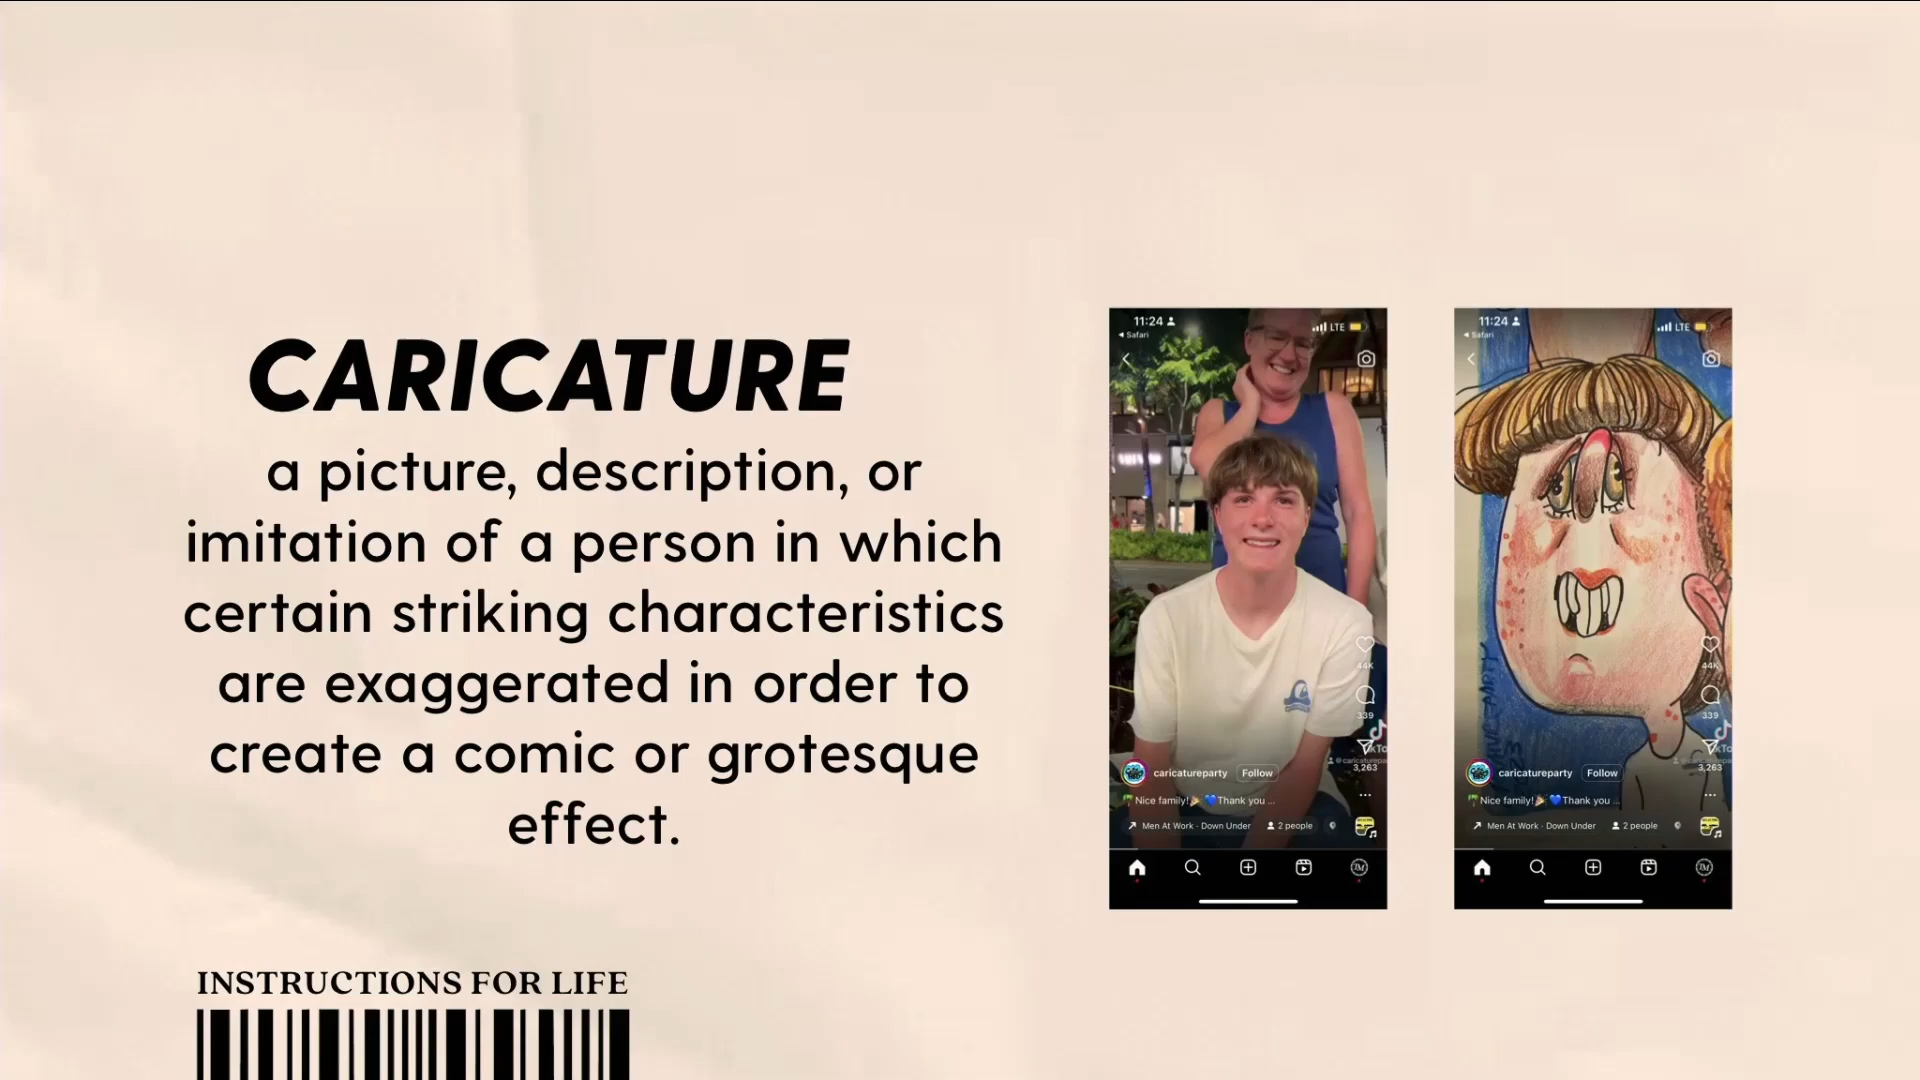 CARICATURE
a picture, description, or
imitation of a person in which
certain striking characteristics
are exaggerated in order to
create a comic or grotesque
effect.
INSTRUCTIONS FOR LIFE
11:24
LTE
Safari
44K
339
3,263
caricatureparty
Follow
Nice family! Thank you ...
Men At Work · Down Under
2 people
11:24
LTE
Safari
44K
339
3,263
caricatureparty
Follow
Nice family! Thank you ...
Men At Work · Down Under
2 people